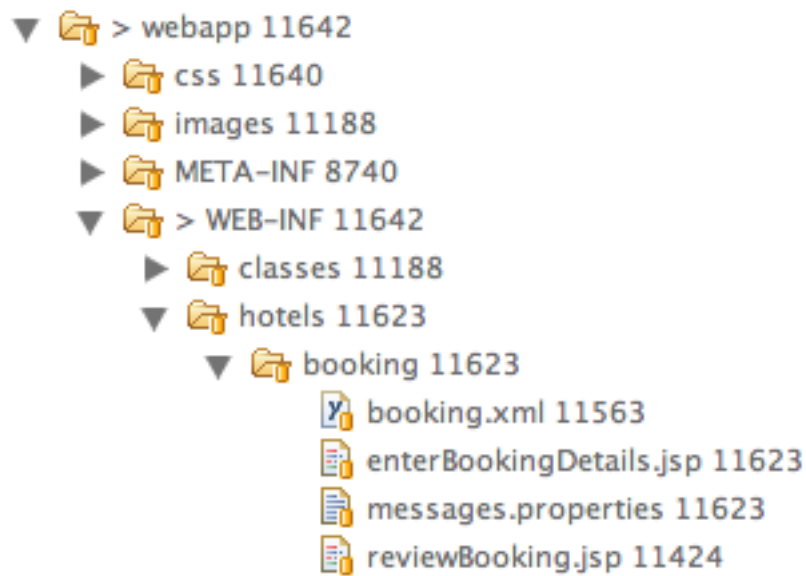 > webapp 11642
css 11640
images 11188
META-INF 8740
> WEB-INF 11642
classes 11188
hotels 11623
booking 11623
booking.xml 11563
enterBookingDetails.jsp 11623
messages.properties 11623
reviewBooking.jsp 11424